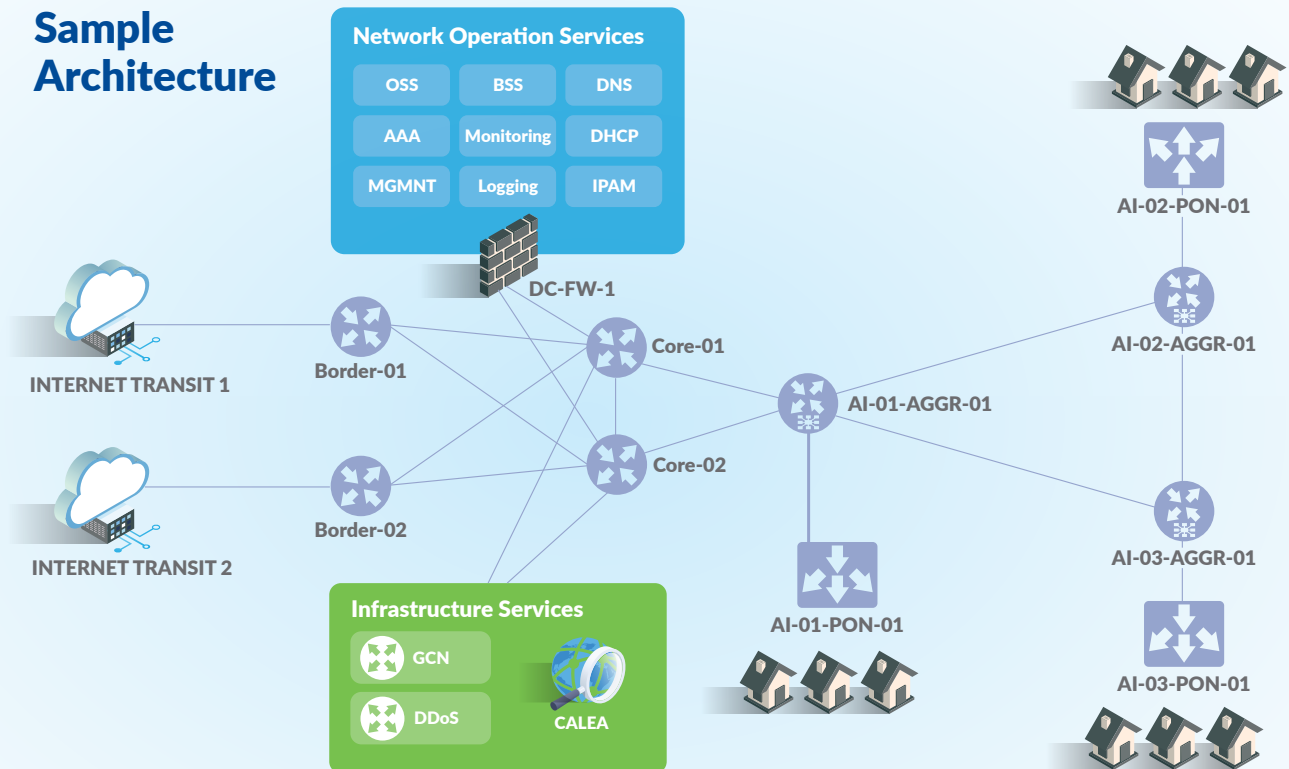 Sample
Architecture
Network Operation Services
OSS
BSS
DNS
AAA
Monitoring
DHCP
MGMNT
Logging
IPAM
DC-FW-1
INTERNET TRANSIT 1
Border-01
Core-01
INTERNET TRANSIT 2
Border-02
Core-02
AI-01-AGGR-01
AI-02-PON-01
AI-02-AGGR-01
AI-03-AGGR-01
AI-01-PON-01
AI-03-PON-01
Infrastructure Services
GCN
DDoS
CALEA